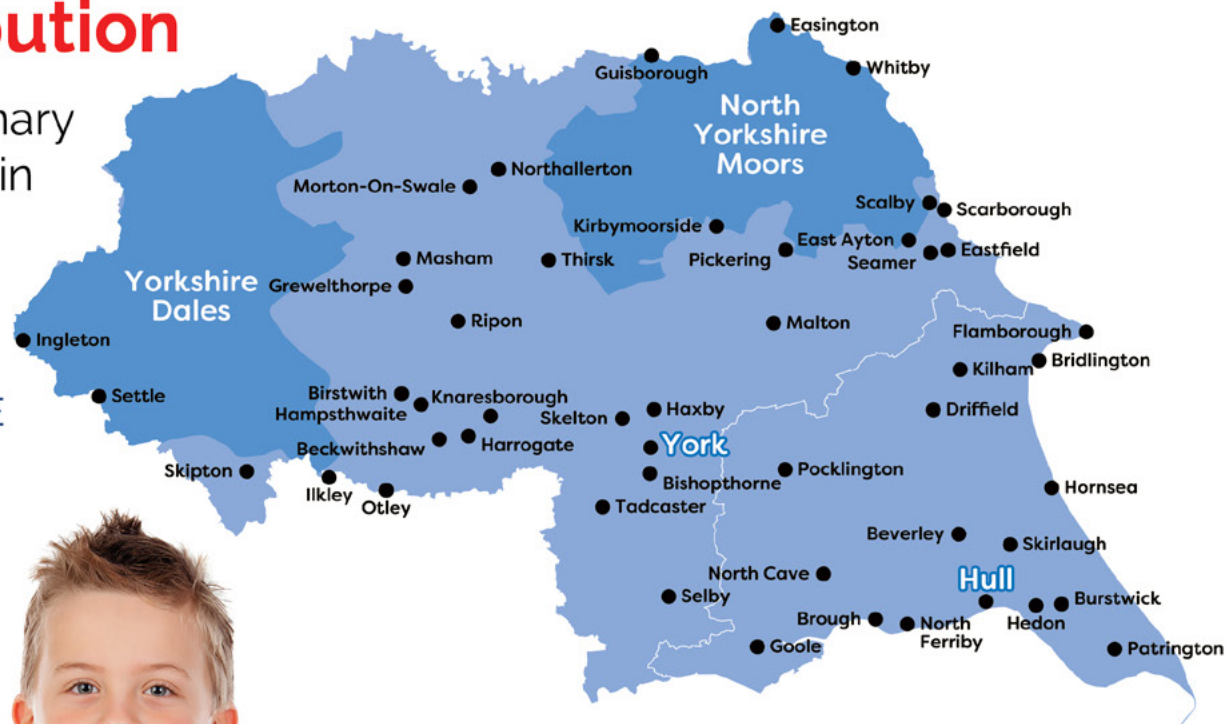 bution
nary
in
E
Easington
Guisborough
Whitby
North
Yorkshire
Moors
Northallerton
Morton-On-Swale
Scalby
Scarborough
Kirbymoorside
East Ayton
Eastfield
Masham
Thirsk
Pickering
Seamer
Yorkshire
Dales
Grewelthorpe
Ripon
Malton
Flamborough
Ingleton
Bridlington
Kilham
Settle
Birstwith
Knaresborough
Hampsthwaite
Skelton
Haxby
Driffield
Beckwithshaw
Harrogate
York
Skipton
Pocklington
Bishopthorne
Ilkley
Otley
Tadcaster
Hornsea
Beverley
Skirlaugh
North Cave
Hull
Selby
Burstwick
Brough
North
Ferriby
Hedon
Goole
Patrington